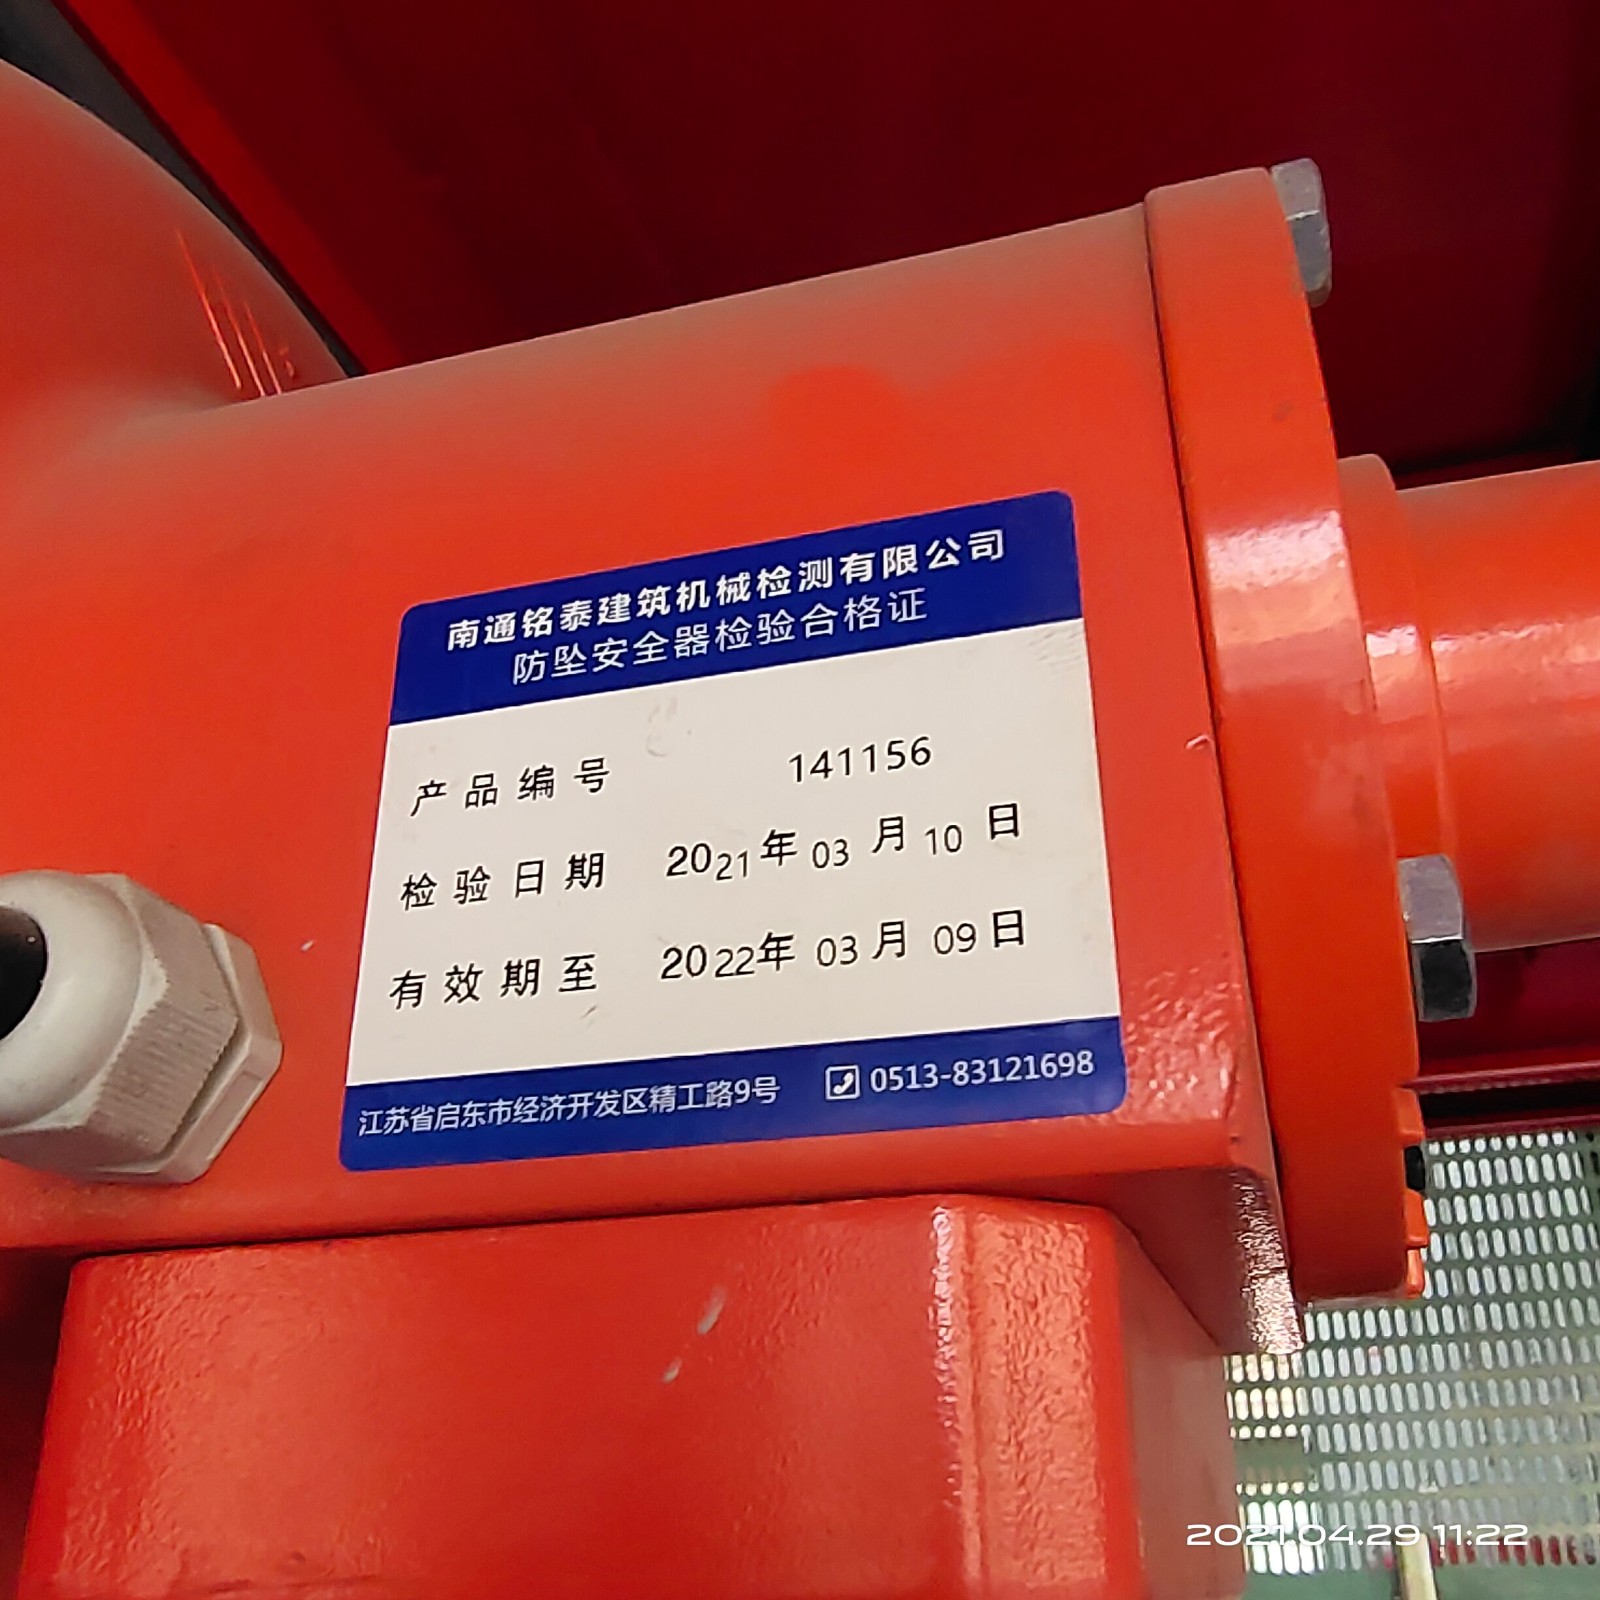 南通铭泰建筑机械检测有限公司
防坠安全器检验合格证
产品编号 141156
检验日期 2021年03月10日
有效期至 2022年03月09日
江苏省启东市经济开发区精工路9号 0513-83121698
2021.04.29 11:22